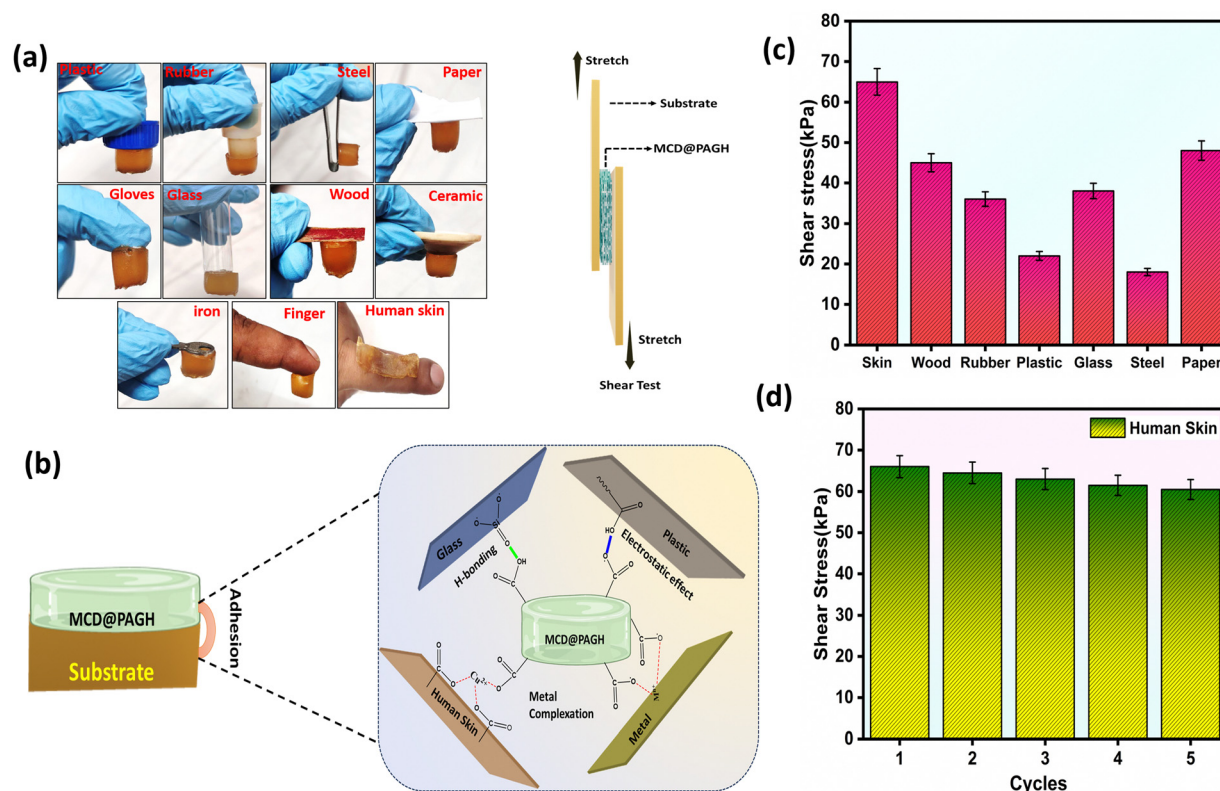 (a)
Plastic
Rubber
Steel
Paper
Gloves
Glass
Wood
Ceramic
iron
Finger
Human skin
Stretch
Substrate
MCD@PAGH
Stretch
Shear Test
(b)
MCD@PAGH
Substrate
Adhesion
Glass
H-bonding
Plastic
Electrostatic effect
HO
OH
MCD@PAGH
Human Skin
Metal
Complexation
Metal
(c)
Shear stress(kPa)
80
70
60
50
40
30
20
10
0
Skin Wood Rubber Plastic Glass Steel Paper
(d)
Human Skin
Shear Stress(kPa)
80
70
60
50
40
30
20
10
0
1 2 3 4 5
Cycles